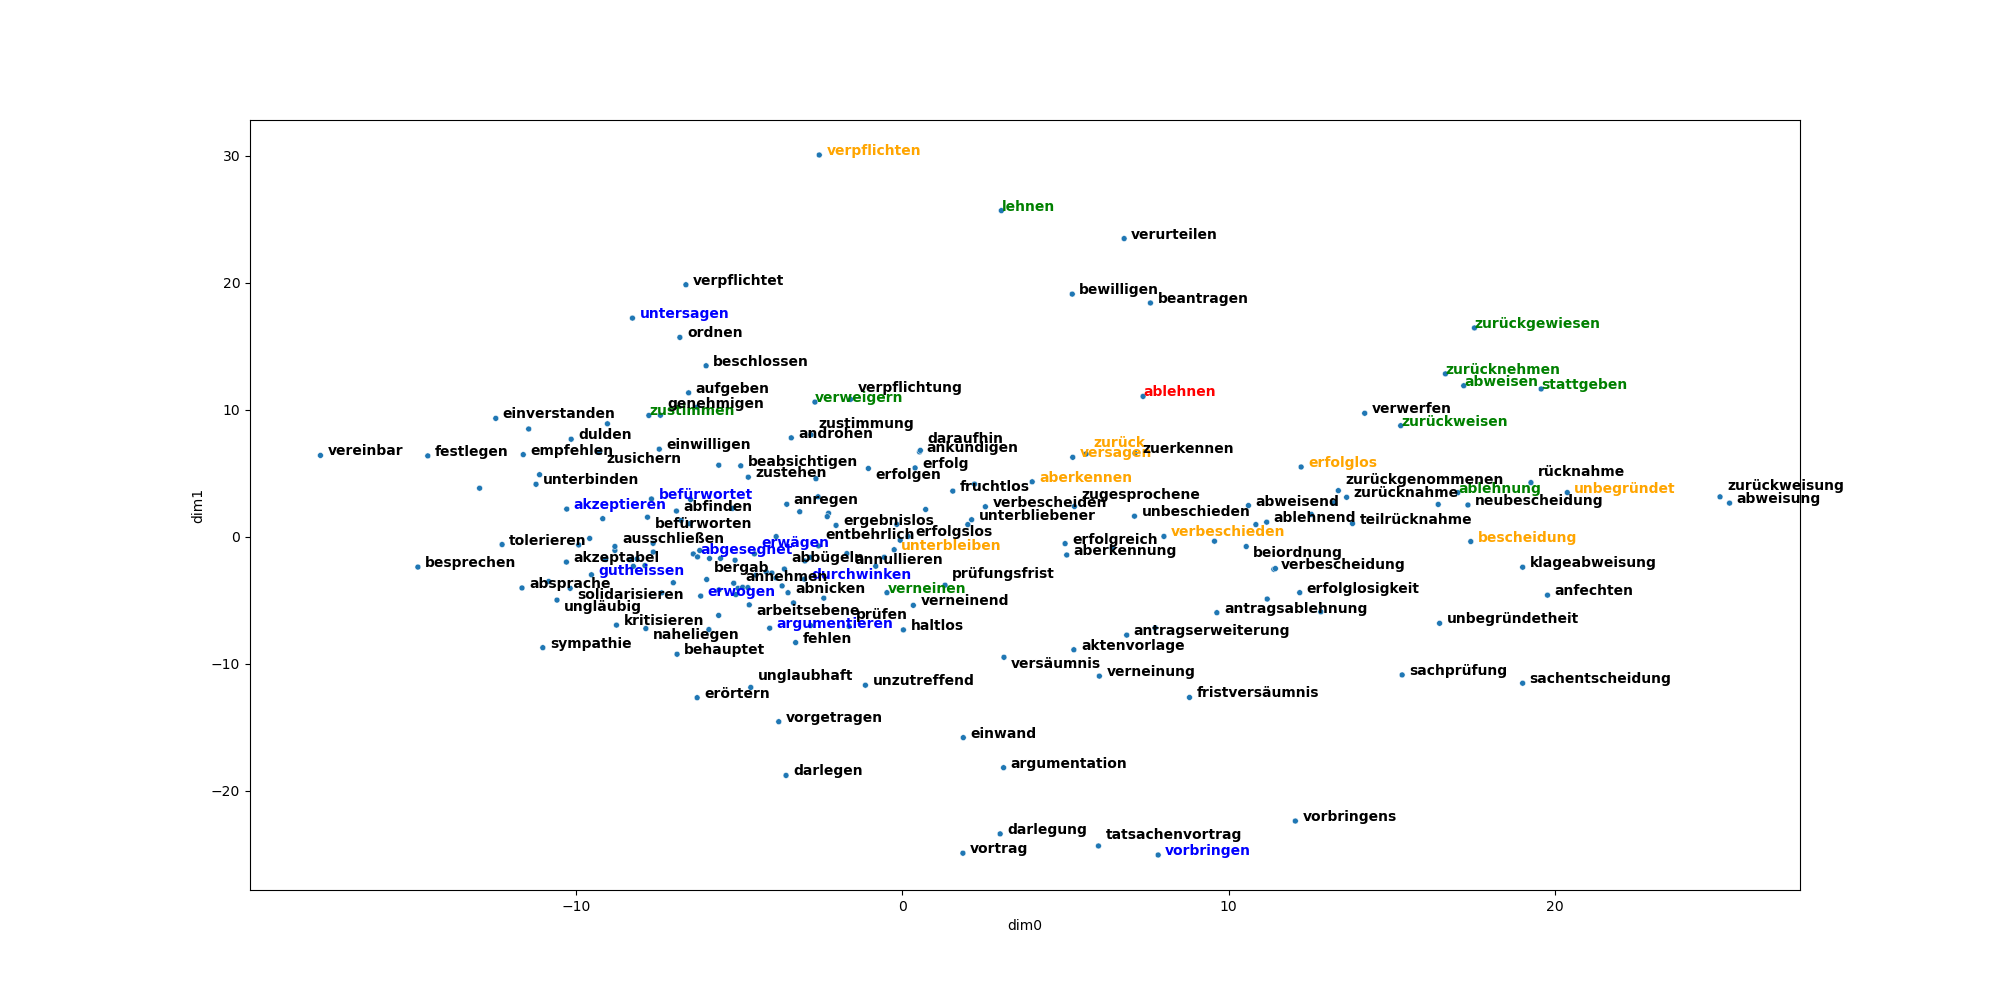 verpflichten
lehnen
verurteilen
verpflichtet
bewilligen
beantragen
untersagen
zurückgewiesen
ordnen
beschlossen
zurücknehmen
abweisen
stattgeben
aufgeben
verpflichtung
ablehnen
verweigern
genehmigen
zustimmen
einverstanden
verwerfen
zurückweisen
zustimmung
androhen
dulden
daraufhin
ankündigen
zurück
versagen
zuerkennen
einwilligen
vereinbar
festlegen
empfehlen
zusichern
beabsichtigen
erfolg
erfolglos
zustehen
erfolgen
aberkennen
rücknahme
unterbinden
zurückgenommenen
fruchtlos
zurückweisung
befürwortet
zugesprochene
zurücknahme
ablehnung
unbegründet
akzeptieren
abfinden
anregen
verbescheiden
abweisend
neubescheidung
abweisung
unterbliebener
unbescheiden
ablehnend
teilrücknahme
befürworten
ergebnislos
ausschließen
entbehrlich
erfolgslos
verbeschieden
tolerieren
erwägen
unterbleiben
erfolgreich
bescheidung
abgesegnet
aberkennung
beiordnung
akzeptabel
abbügeln
annullieren
verbescheidung
klageabweisung
besprechen
gutheissen
bergab
annehmen
durchwinken
prüfungsfrist
absprache
solidarisieren
erwogen
abnicken
verneinen
erfolglosigkeit
anfechten
ungläubig
arbeitsebene
verneinend
antragsablehnung
kritisieren
argumentieren
prüfen
haltlos
unbegründetheit
naheliegen
fehlen
antragserweiterung
sympathie
behauptet
aktenvorlage
versäumnis
verneinung
sachprüfung
unglaubhaft
unzutreffend
sachentscheidung
erörtern
fristversäumnis
vorgetragen
einwand
darlegen
argumentation
vorbringens
darlegung
tatsachenvortrag
vortrag
vorbringen
30
20
10
0
−10
−20
dim1
−10
0
10
20
dim0